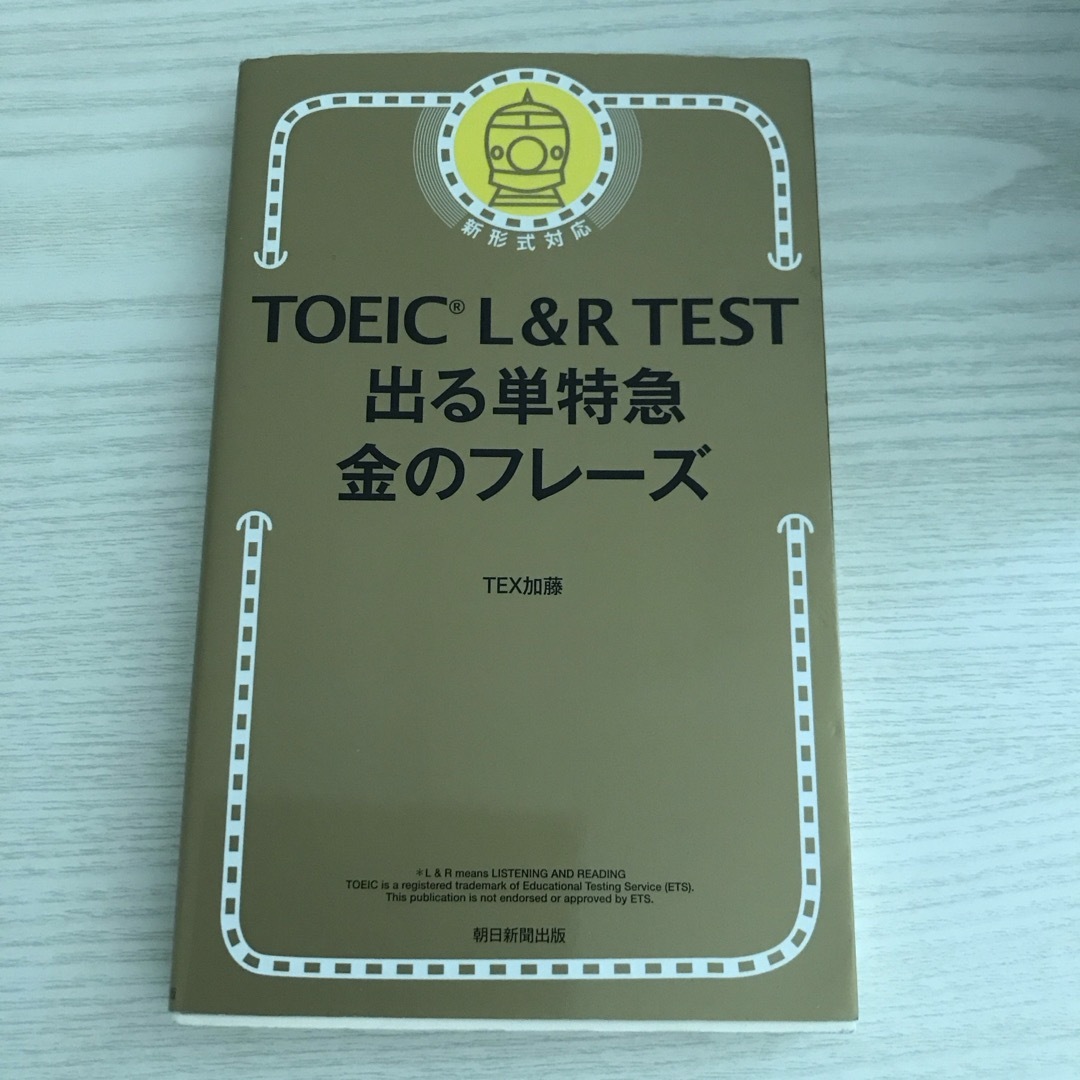 新形式対応
TOEIC® L&R TEST
出る単特急
金のフレーズ
TEX加藤
＊L & R means LISTENING AND READING
TOEIC is a registered trademark of Educational Testing Service (ETS).
This publication is not endorsed or approved by ETS.
朝日新聞出版